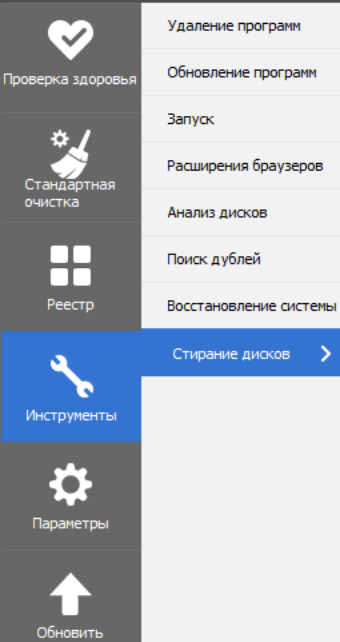 Проверка здоровья
Стандартная
очистка
Реестр
Инструменты
Параметры
Обновить
Удаление программ
Обновление программ
Запуск
Расширения браузеров
Анализ дисков
Поиск дублей
Восстановление системы
Стирание дисков